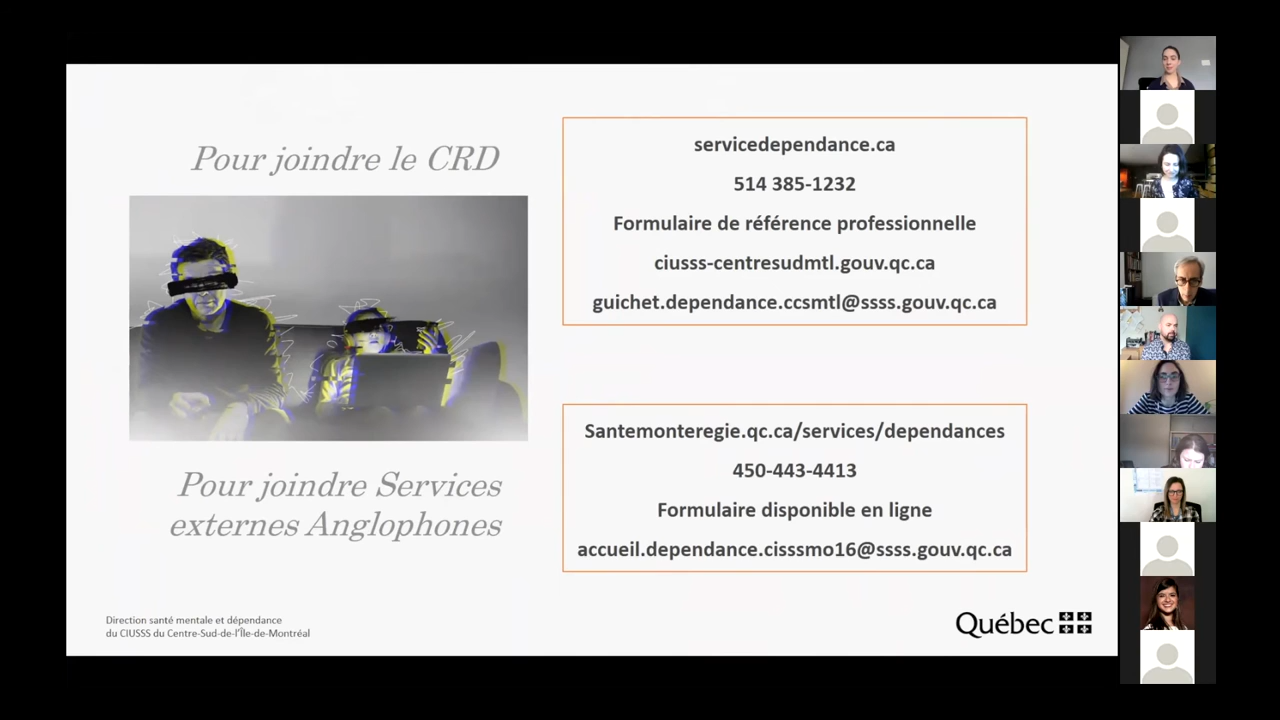 Pour joindre le CRD
servicedependance.ca
514 385-1232
Formulaire de référence professionnelle
ciusss-centresudmtl.gouv.qc.ca
guichet.dependance.ccsmtl@ssss.gouv.qc.ca
Pour joindre Services
externes Anglophones
Santemonteregie.qc.ca/services/dependances
450-443-4413
Formulaire disponible en ligne
accueil.dependance.cisssmo16@ssss.gouv.qc.ca
Direction santé mentale et dépendance
du CIUSSS du Centre-Sud-de-l'Île-de-Montréal
Québec